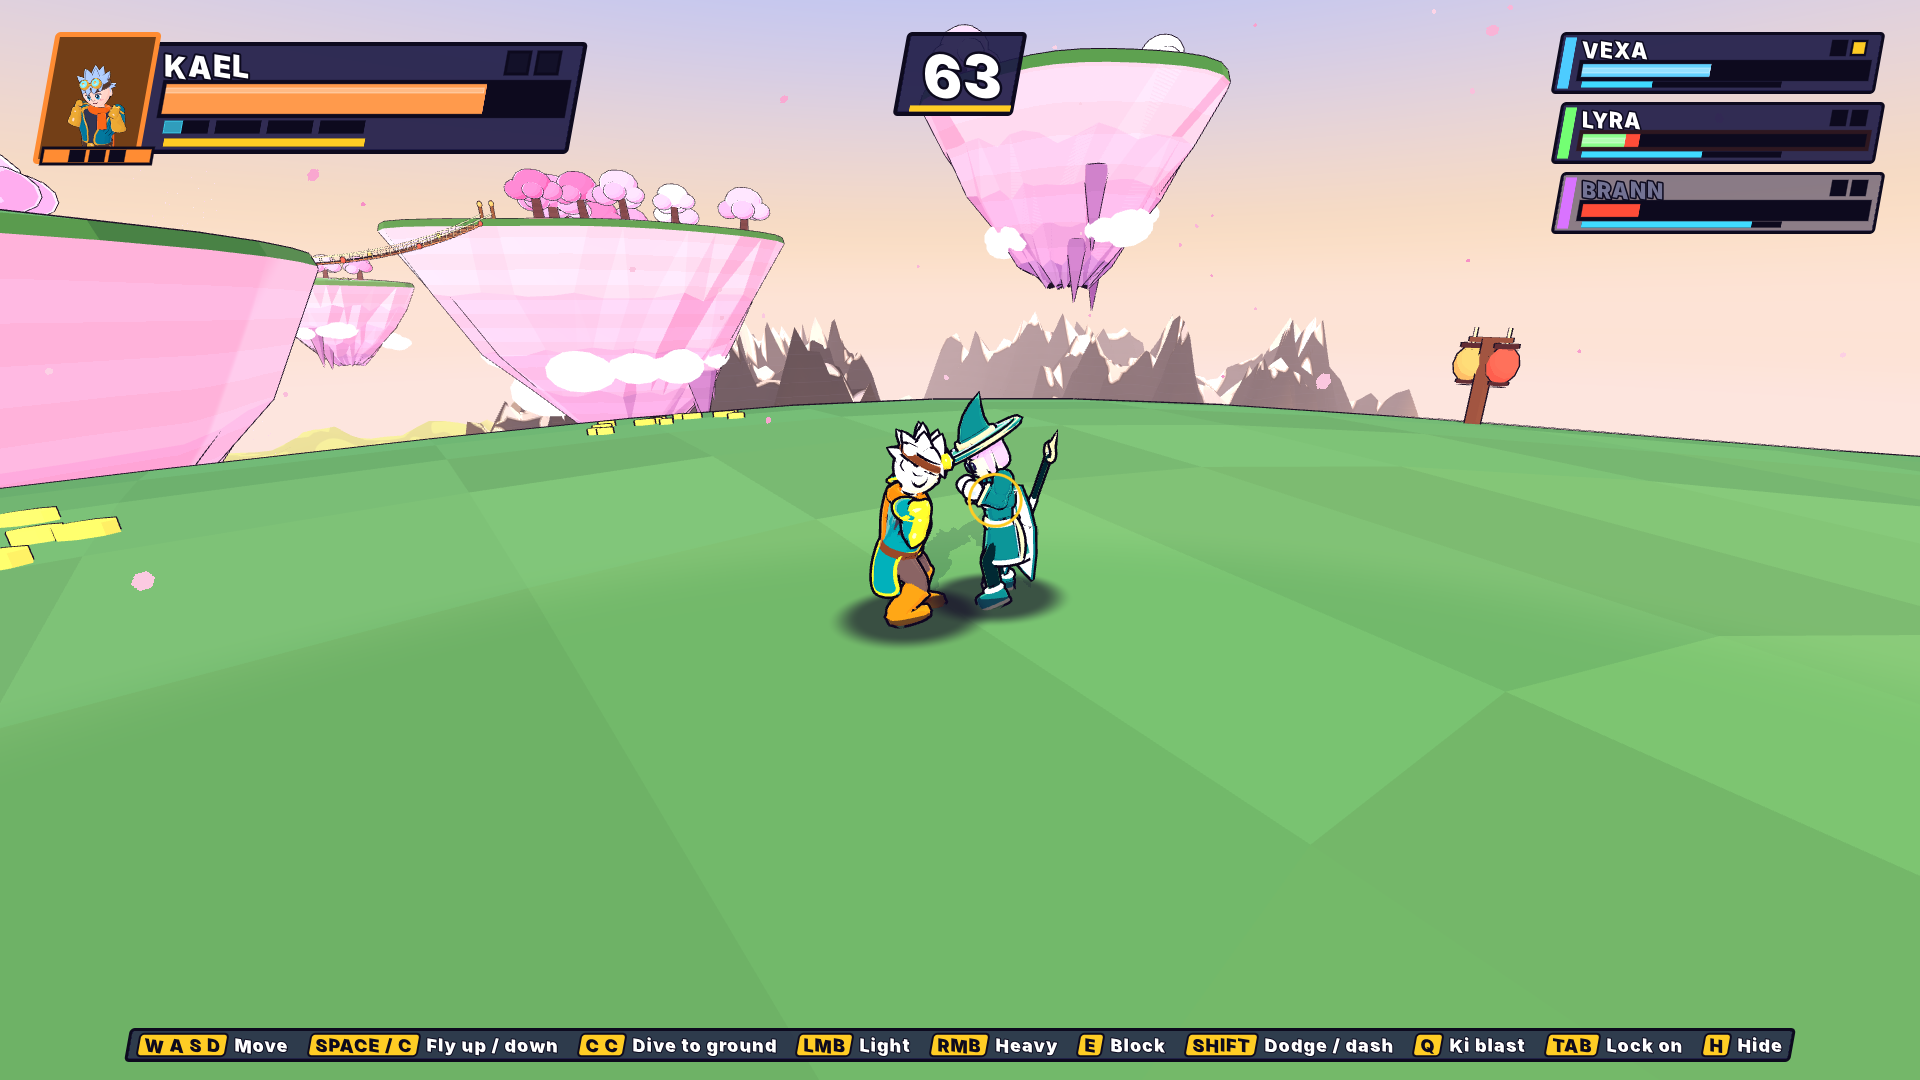 KAEL
63
VEXA
LYRA
BRANN
W A S D Move SPACE / C Fly up / down C C Dive to ground LMB Light RMB Heavy E Block SHIFT Dodge / dash Q Ki blast TAB Lock on H Hide